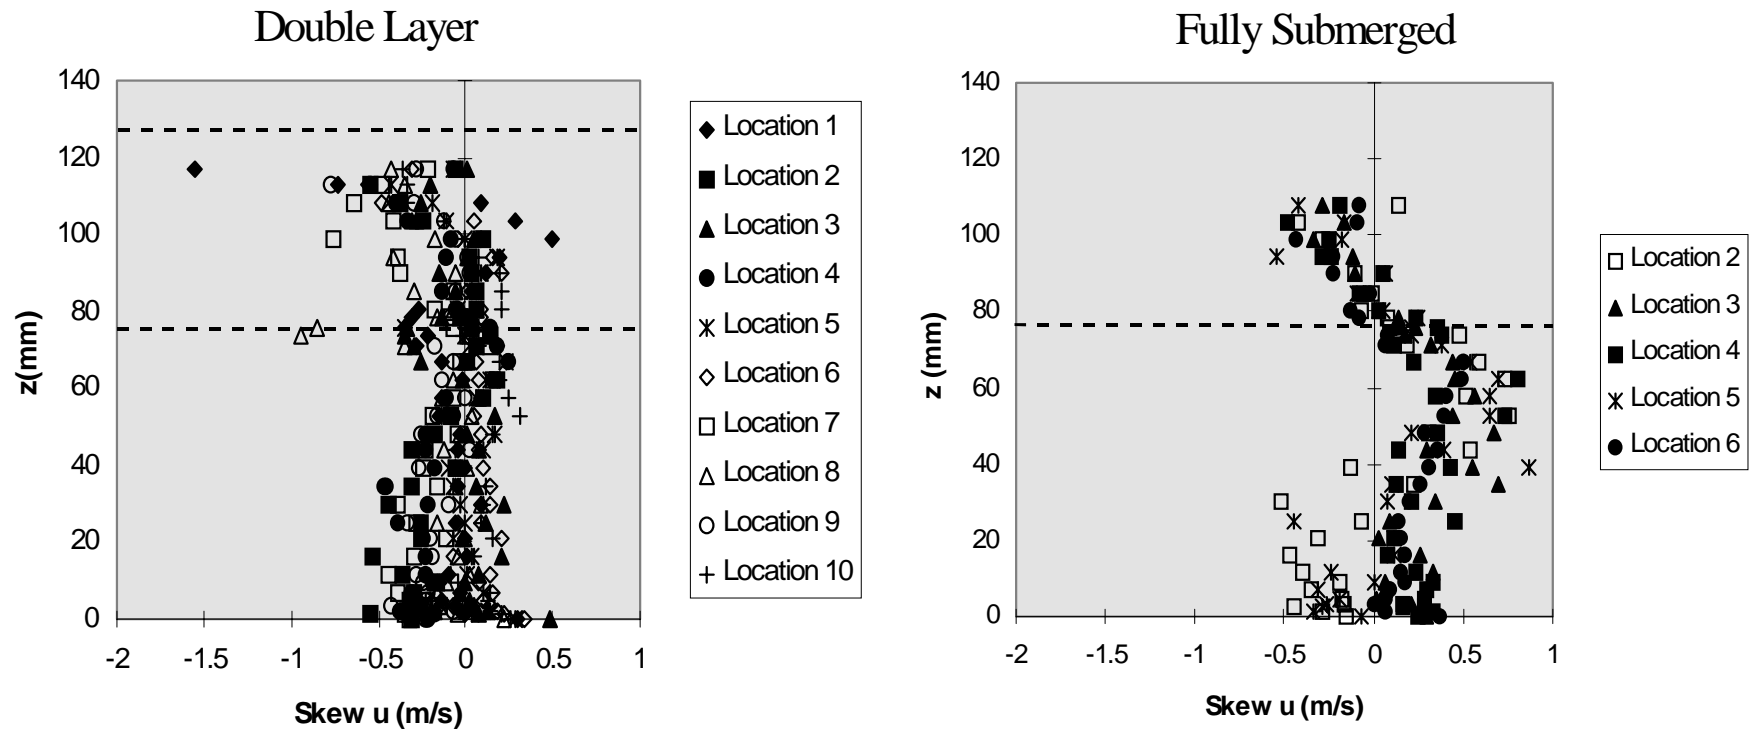 Double Layer
140
120
100
80
60
40
20
0
z(mm)
-2 -1.5 -1 -0.5 0 0.5 1
Skew u (m/s)
Location 1
Location 2
Location 3
Location 4
Location 5
Location 6
Location 7
Location 8
Location 9
Location 10
Fully Submerged
140
120
100
80
60
40
20
0
z (mm)
-2 -1.5 -1 -0.5 0 0.5 1
Skew u (m/s)
Location 2
Location 3
Location 4
Location 5
Location 6